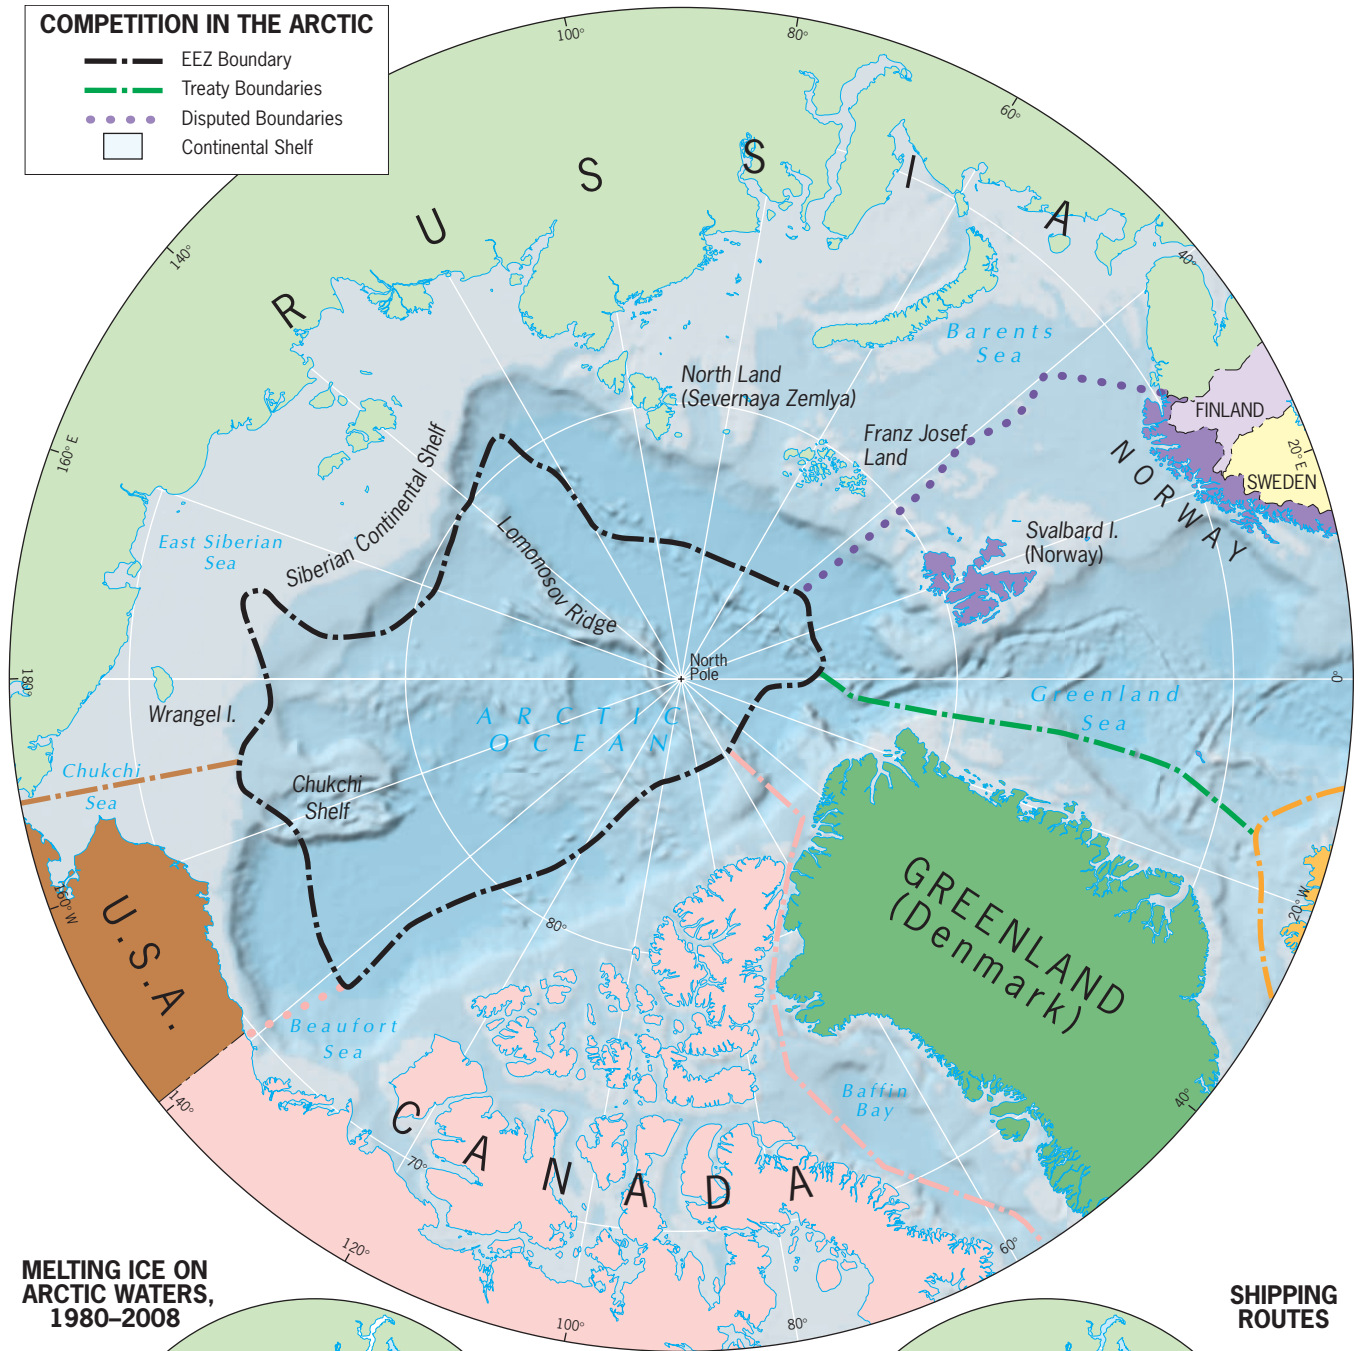 COMPETITION IN THE ARCTIC
EEZ Boundary
Treaty Boundaries
Disputed Boundaries
Continental Shelf
100°
80°
60°
40°
20° E
0°
20° W
40°
60°
80°
100°
120°
140°
160° W
180°
160° E
140°
RUSSIA
Barents
Sea
North Land
(Severnaya Zemlya)
Franz Josef
Land
FINLAND
SWEDEN
NORWAY
Svalbard I.
(Norway)
Siberian Continental Shelf
Lomonosov Ridge
East Siberian
Sea
North
Pole
Wrangel I.
ARCTIC
OCEAN
Greenland
Sea
Chukchi
Sea
Chukchi
Shelf
U.S.A.
GREENLAND
(Denmark)
80°
Beaufort
Sea
Baffin
Bay
70°
CANADA
MELTING ICE ON
ARCTIC WATERS,
1980–2008
SHIPPING
ROUTES